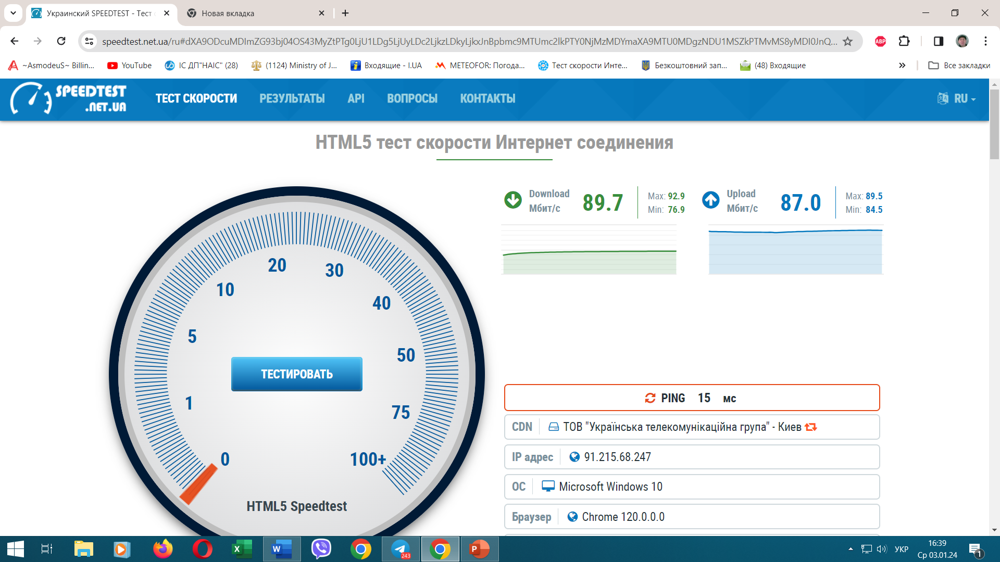 Украинский SPEEDTEST - Тест с
Новая вкладка
speedtest.net.ua/ru#dXA9ODcuMDImZG93bj04OS43MyZtPTg0LjU1LDg5LjUyLDc2LjkzLDkyLjkxJnBpbmc9MTUmc2lkPTY0NjMzMDYmaXA9MTU0MDgzNDU1MSZkPTMvMS8yMDI0JnQ...
ABP
~AsmodeuS~ Billin...
YouTube
ІС ДП"НАІС" (28)
(1124) Ministry of J...
Входящие - I.UA
METEOFOR: Погода...
Тест скорости Инте...
Безкоштовний зап...
(48) Входящие
»
Все закладки
SPEEDTEST
.NET.UA
ТЕСТ СКОРОСТИ
РЕЗУЛЬТАТЫ
API
ВОПРОСЫ
КОНТАКТЫ
RU
HTML5 тест скорости Интернет соединения
Download
Мбит/с
89.7
Max: 92.9
Min: 76.9
Upload
Мбит/с
87.0
Max: 89.5
Min: 84.5
20
30
10
40
5
50
ТЕСТИРОВАТЬ
1
75
0
100+
HTML5 Speedtest
PING 15 мс
CDN ТОВ "Українська телекомунікаційна група" - Киев
IP адрес 91.215.68.247
ОС Microsoft Windows 10
Браузер Chrome 120.0.0.0
243
УКР
16:39
Ср 03.01.24
1